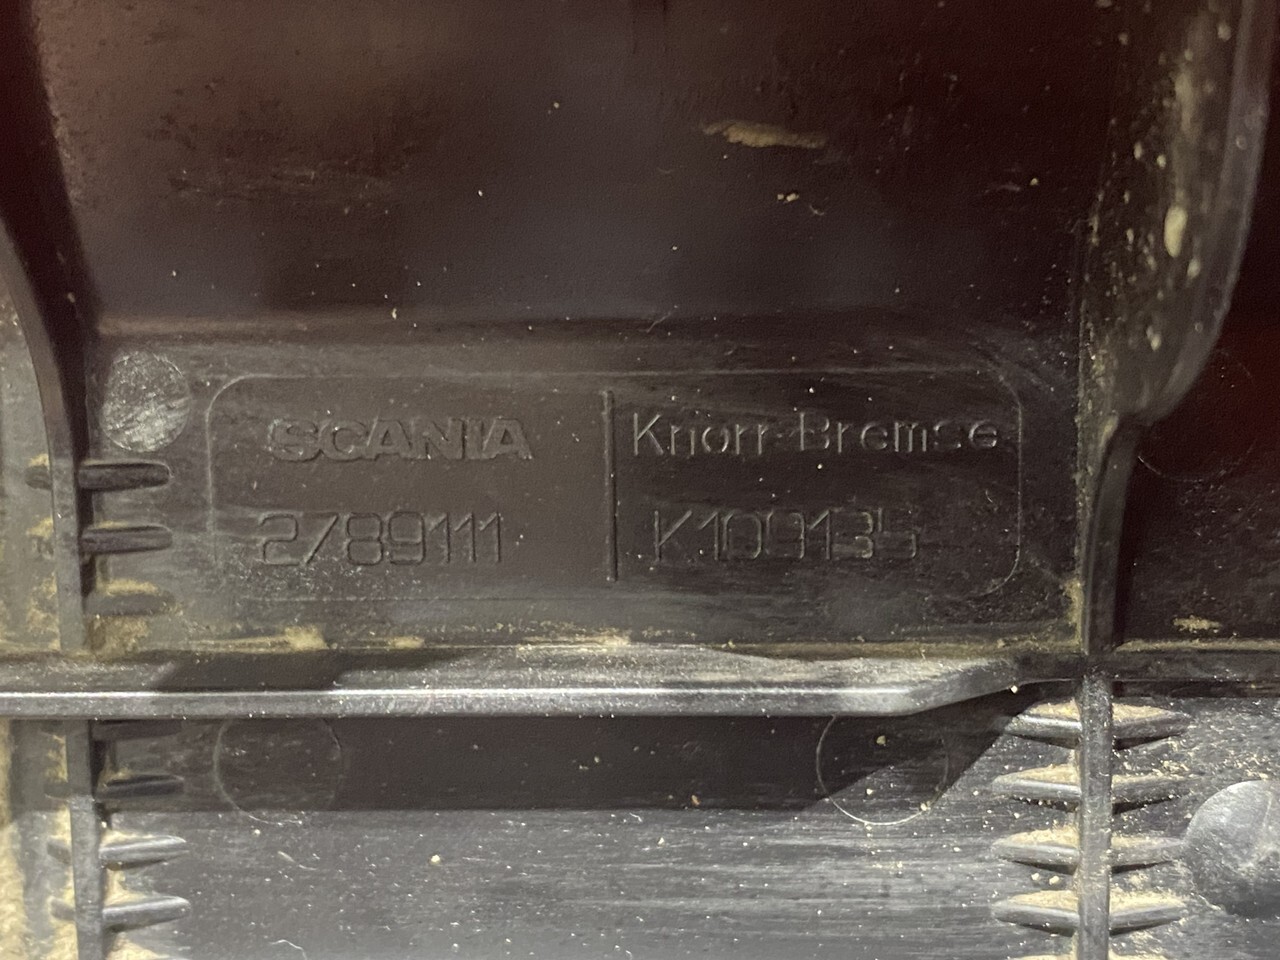 SCANIA
2789111
Knorr-Bremse
K109135